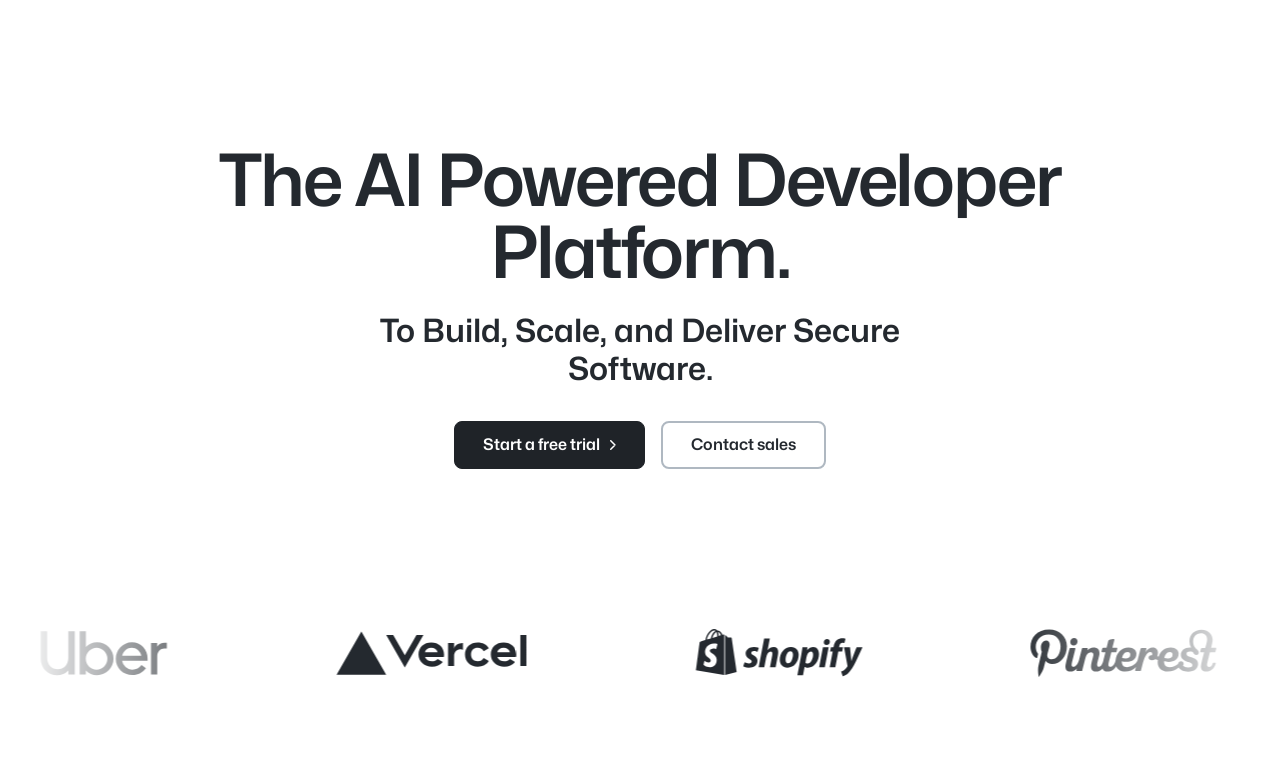 The AI Powered Developer
Platform.
To Build, Scale, and Deliver Secure
Software.
Start a free trial
Contact sales
Uber
Vercel
shopify
Pinterest